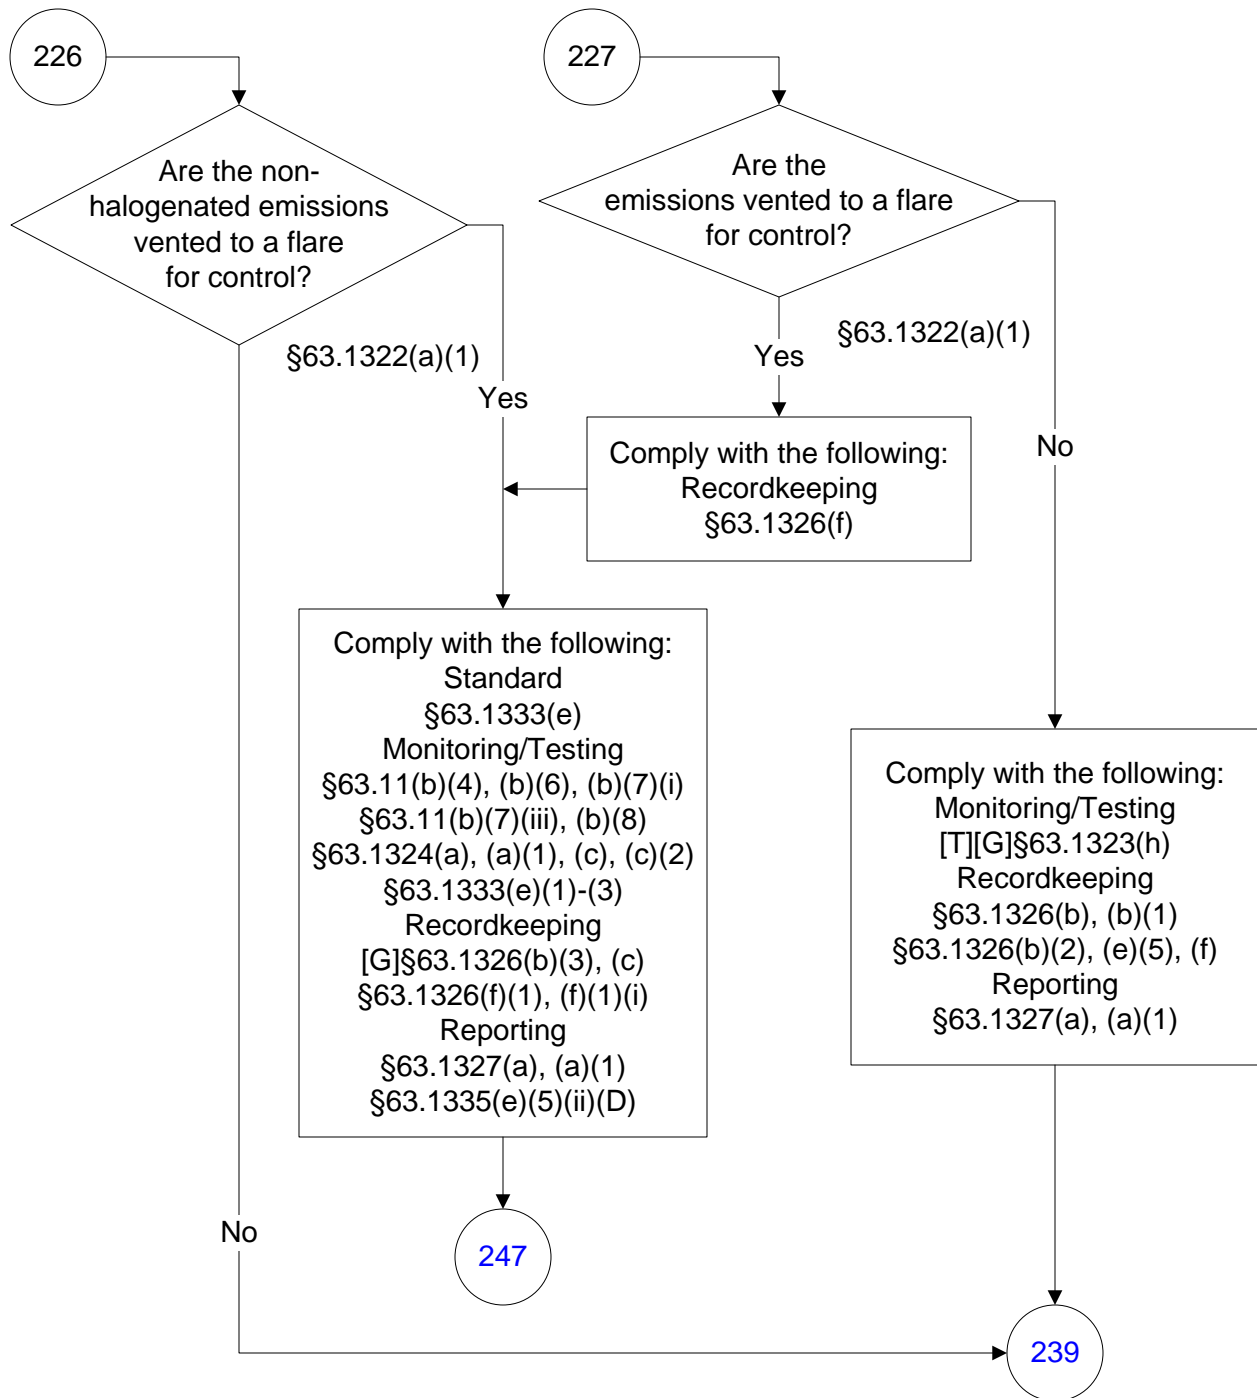 226
227
Are the non-
halogenated emissions
vented to a flare
for control?
Are the
emissions vented to a flare
for control?
§63.1322(a)(1)
Yes
Yes
§63.1322(a)(1)
No
Comply with the following:
Recordkeeping
§63.1326(f)
Comply with the following:
Standard
§63.1333(e)
Monitoring/Testing
§63.11(b)(4), (b)(6), (b)(7)(i)
§63.11(b)(7)(iii), (b)(8)
§63.1324(a), (a)(1), (c), (c)(2)
§63.1333(e)(1)-(3)
Recordkeeping
[G]§63.1326(b)(3), (c)
§63.1326(f)(1), (f)(1)(i)
Reporting
§63.1327(a), (a)(1)
§63.1335(e)(5)(ii)(D)
Comply with the following:
Monitoring/Testing
[T][G]§63.1323(h)
Recordkeeping
§63.1326(b), (b)(1)
§63.1326(b)(2), (e)(5), (f)
Reporting
§63.1327(a), (a)(1)
No
247
239